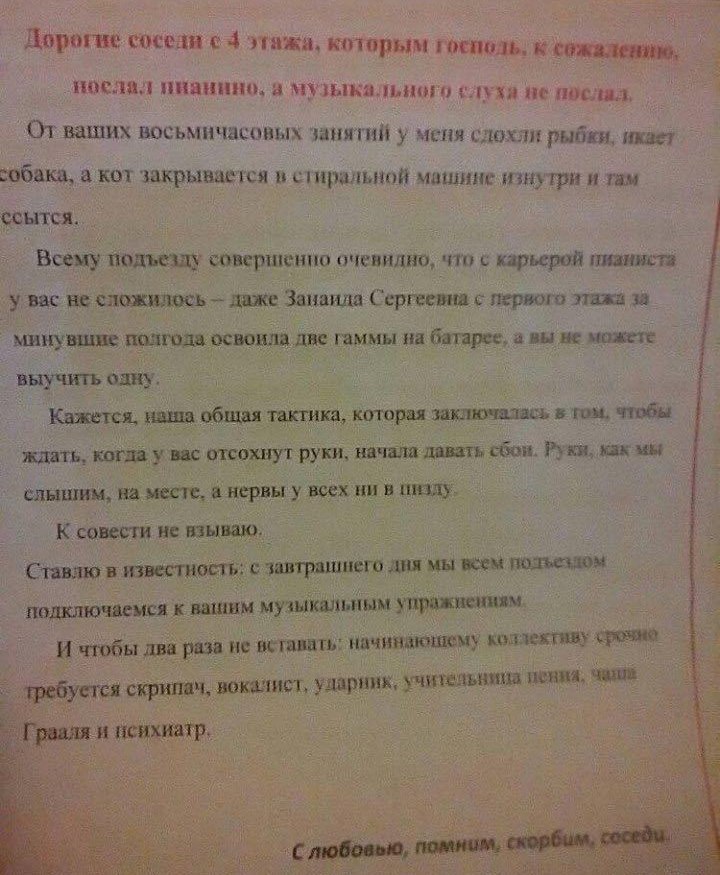 Дорогие соседи с 4 этажа, которым господь, к сожалению,
послал пианино, а музыкального слуха не послал.
От ваших восьмичасовых занятий у меня сдохли рыбки, икает
собака, а кот закрывается в стиральной машине изнутри и там
ссытся.
Всему подъезду совершенно очевидно, что с карьерой пианиста
у вас не сложилось – даже Занаида Сергеевна с первого этажа за
минувшие полгода освоила две гаммы на батарее, а вы не можете
выучить одну.
Кажется, наша общая тактика, которая заключалась в том, чтобы
ждать, когда у вас отсохнут руки, начала давать сбои. Руки, как мы
слышим, на месте, а нервы у всех ни в пизду.
К совести не взываю.
Ставлю в известность: с завтрашнего дня мы всем подъездом
подключаемся к вашим музыкальным упражнениям.
И чтобы два раза не вставать: начинающему коллективу срочно
требуется скрипач, вокалист, ударник, учительница пения, чаша
Грааля и психиатр.
С любовью, помним, скорбим, соседи.